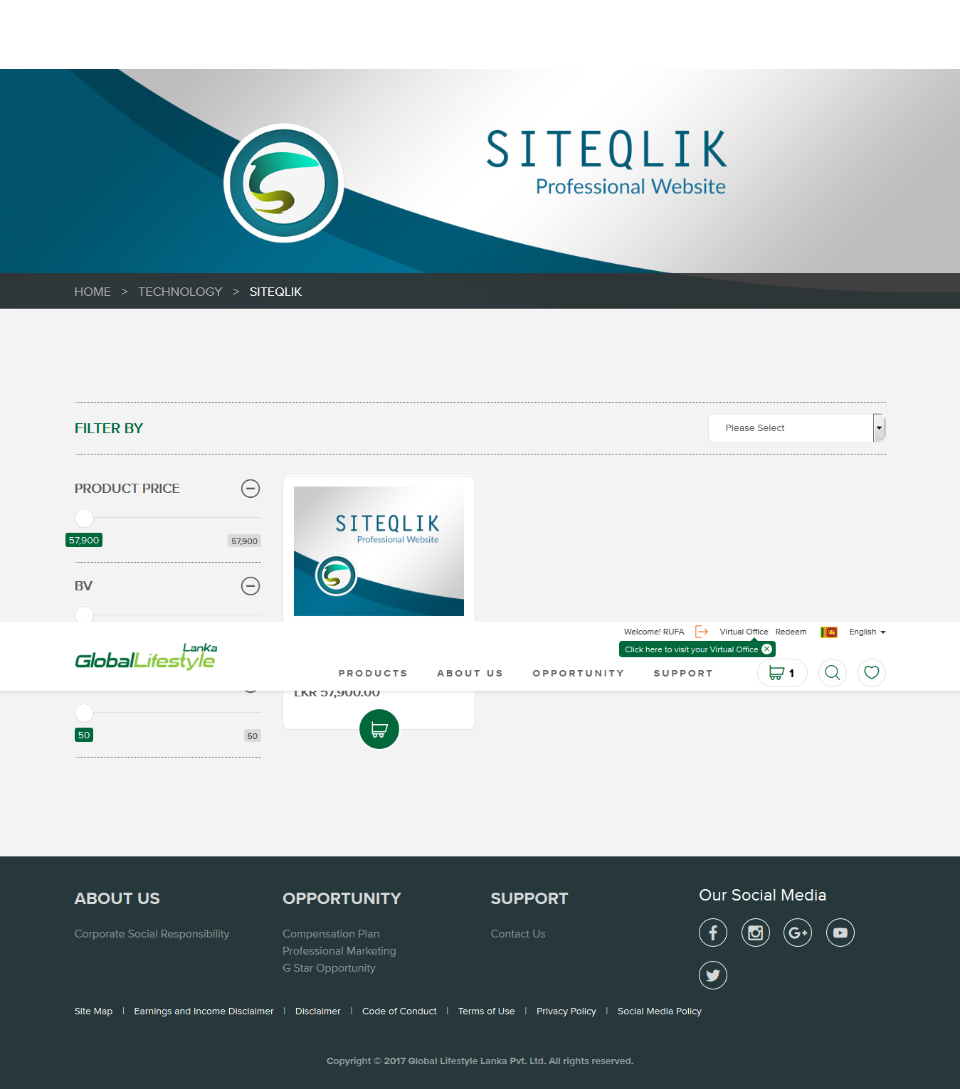 SITEQLIK
Professional Website
HOME > TECHNOLOGY > SITEQLIK
FILTER BY
Please Select
PRODUCT PRICE
57,900
57,900
BV
SITEQLIK
Professional Website
Welcome! RUFA
Virtual Office
Redeem
English
Click here to visit your Virtual Office
Lanka
GlobalLifestyle
PRODUCTS
ABOUT US
OPPORTUNITY
SUPPORT
1
LKR 57,900.00
50
50
ABOUT US
Corporate Social Responsibility
OPPORTUNITY
Compensation Plan
Professional Marketing
G Star Opportunity
SUPPORT
Contact Us
Our Social Media
Site Map | Earnings and Income Disclaimer | Disclaimer | Code of Conduct | Terms of Use | Privacy Policy | Social Media Policy
Copyright © 2017 Global Lifestyle Lanka Pvt. Ltd. All rights reserved.